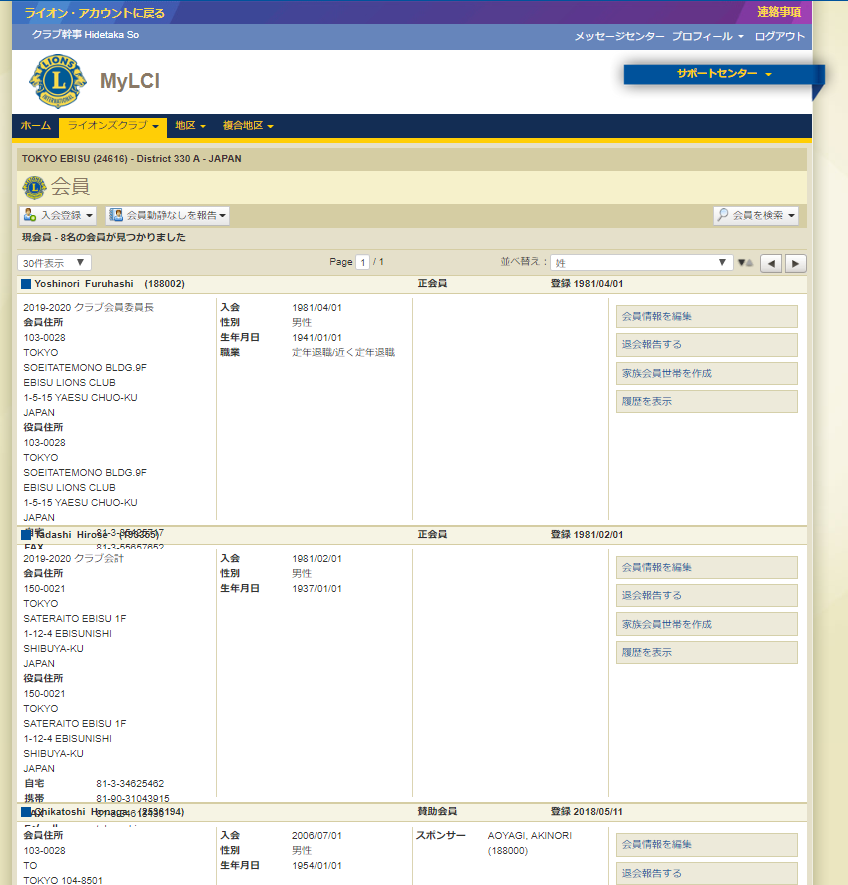 ライオン・アカウントに戻る 連絡事項
クラブ幹事 Hidetaka So メッセージセンター プロフィール ログアウト
LIONS
L
INTERNATIONAL
MyLCI
サポートセンター
ホーム ライオンズクラブ 地区 複合地区
TOKYO EBISU (24616) - District 330 A - JAPAN
会員
入会登録 会員動静なしを報告 会員を検索
現会員 - 8名の会員が見つかりました
30件表示 Page 1 / 1 並べ替え : 姓
Yoshinori Furuhashi (188002) 正会員 登録 1981/04/01
2019-2020 クラブ会員委員長
会員住所
103-0028
TOKYO
SOEITATEMONO BLDG.9F
EBISU LIONS CLUB
1-5-15 YAESU CHUO-KU
JAPAN
役員住所
103-0028
TOKYO
SOEITATEMONO BLDG.9F
EBISU LIONS CLUB
1-5-15 YAESU CHUO-KU
JAPAN
自宅
FAX 81-3-55657652
入会 1981/04/01
性別 男性
生年月日 1941/01/01
職業 定年退職/近く定年退職
会員情報を編集
退会報告する
家族会員世帯を作成
履歴を表示
Tadashi Hirose 正会員 登録 1981/02/01
2019-2020 クラブ会計
会員住所
150-0021
TOKYO
SATERAITO EBISU 1F
1-12-4 EBISUNISHI
SHIBUYA-KU
JAPAN
役員住所
150-0021
TOKYO
SATERAITO EBISU 1F
1-12-4 EBISUNISHI
SHIBUYA-KU
JAPAN
自宅 81-3-34625462
携帯 81-90-31043915
入会 1981/02/01
性別 男性
生年月日 1937/01/01
会員情報を編集
退会報告する
家族会員世帯を作成
履歴を表示
Chikatoshi (2536194) 賛助会員 登録 2018/05/11
会員住所
103-0028
TO
TOKYO 104-8501
入会 2006/07/01
性別 男性
生年月日 1954/01/01
スポンサー AOYAGI, AKINORI
(188000)
会員情報を編集
退会報告する